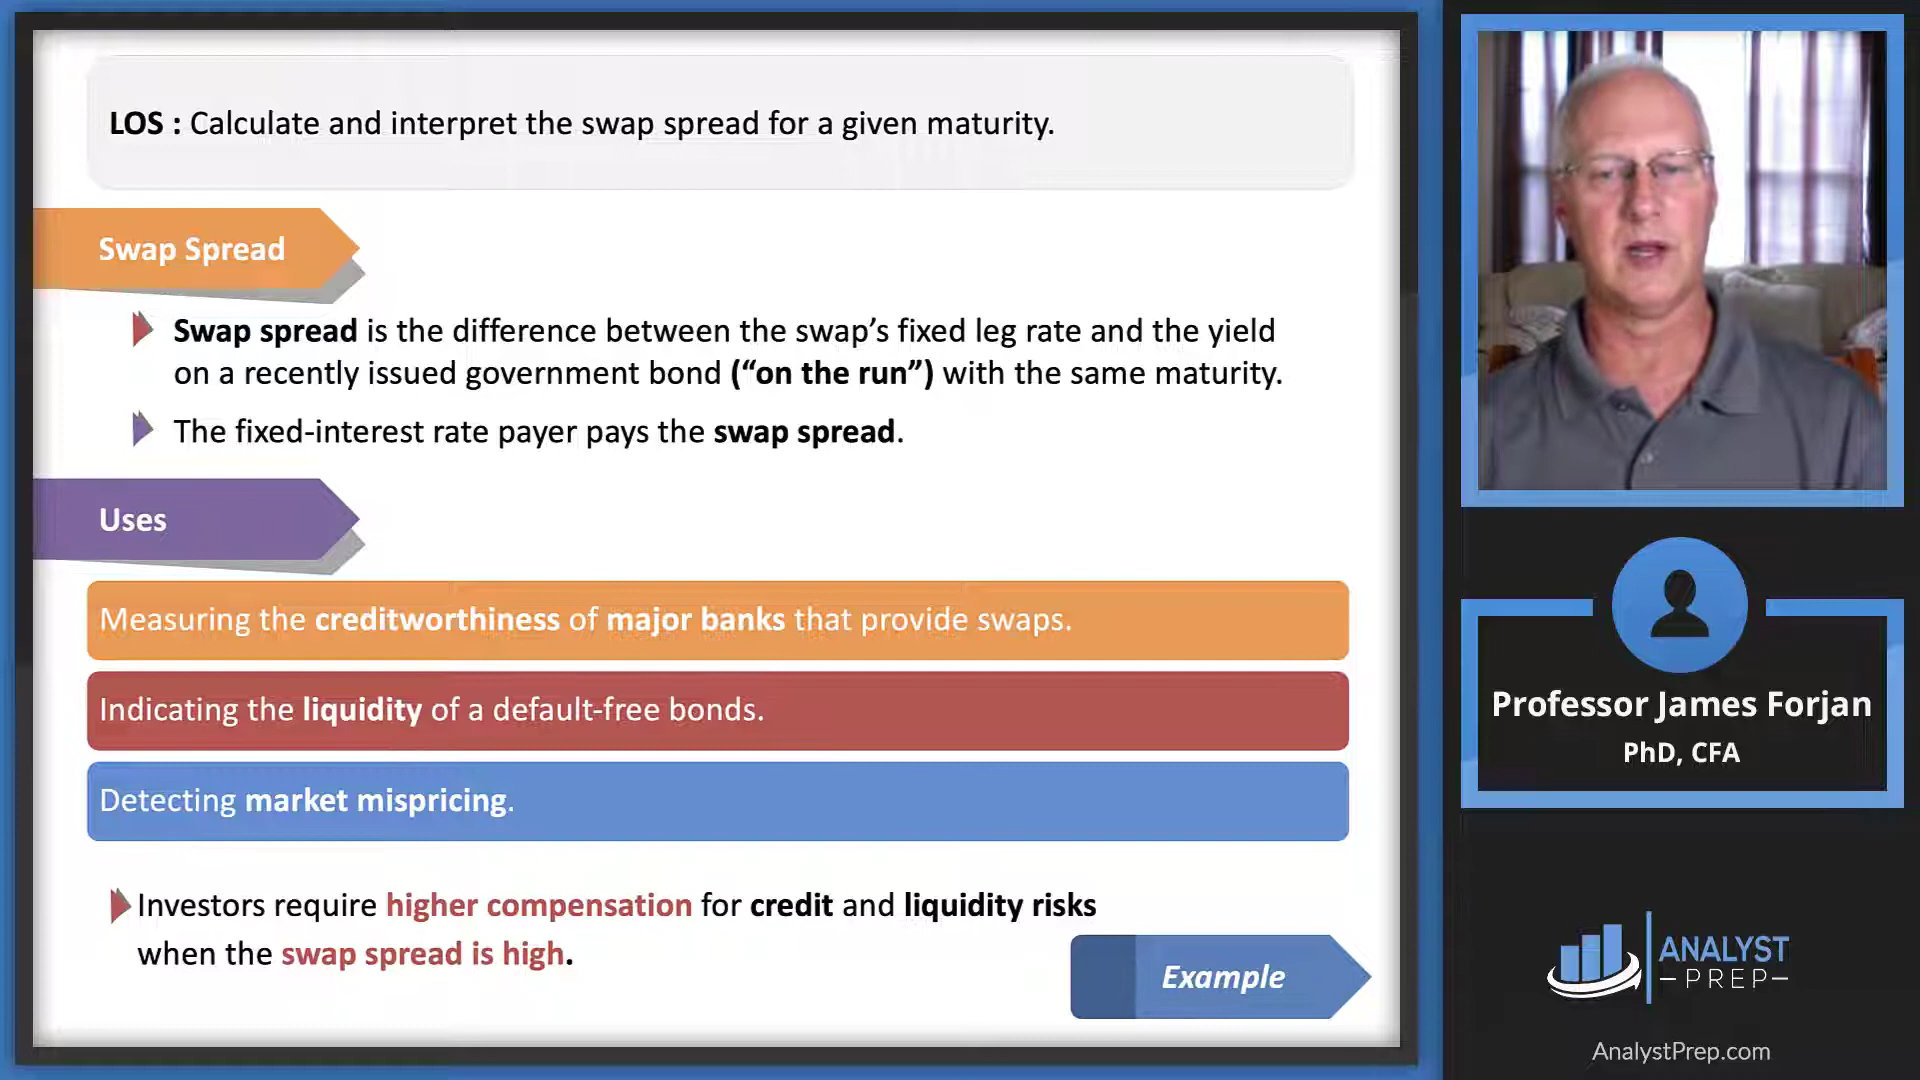 LOS : Calculate and interpret the swap spread for a given maturity.
Swap Spread
Swap spread is the difference between the swap’s fixed leg rate and the yield
on a recently issued government bond (“on the run”) with the same maturity.
The fixed-interest rate payer pays the swap spread.
Uses
Measuring the creditworthiness of major banks that provide swaps.
Indicating the liquidity of a default-free bonds.
Detecting market mispricing.
Investors require higher compensation for credit and liquidity risks
when the swap spread is high.
Example
Professor James Forjan
PhD, CFA
ANALYST
PREP
AnalystPrep.com